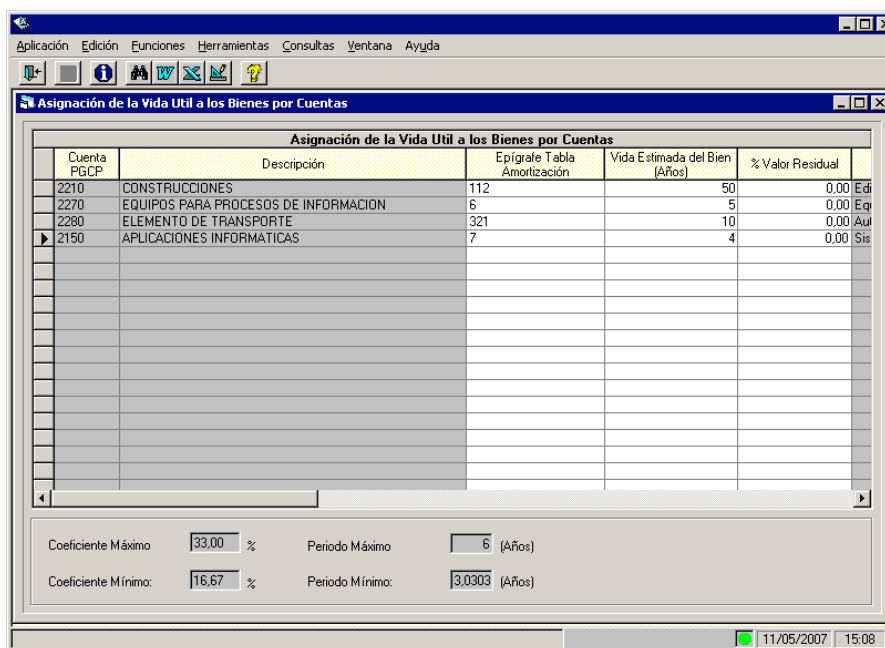 Aplicación Edición Funciones Herramientas Consultas Ventana Ayuda
Asignación de la Vida Util a los Bienes por Cuentas
Asignación de la Vida Util a los Bienes por Cuentas
Cuenta PGCP Descripción Epígrafe Tabla Amortización Vida Estimada del Bien (Años) % Valor Residual
2210 CONSTRUCCIONES 112 50 0,00 Edi
2270 EQUIPOS PARA PROCESOS DE INFORMACION 6 5 0,00 Equ
2280 ELEMENTO DE TRANSPORTE 321 10 0,00 Aut
2150 APLICACIONES INFORMATICAS 7 4 0,00 Sis
Coeficiente Máximo 33,00 % Periodo Máximo 6 (Años)
Coeficiente Mínimo: 16,67 % Periodo Mínimo: 3,0303 (Años)
11/05/2007 15:08